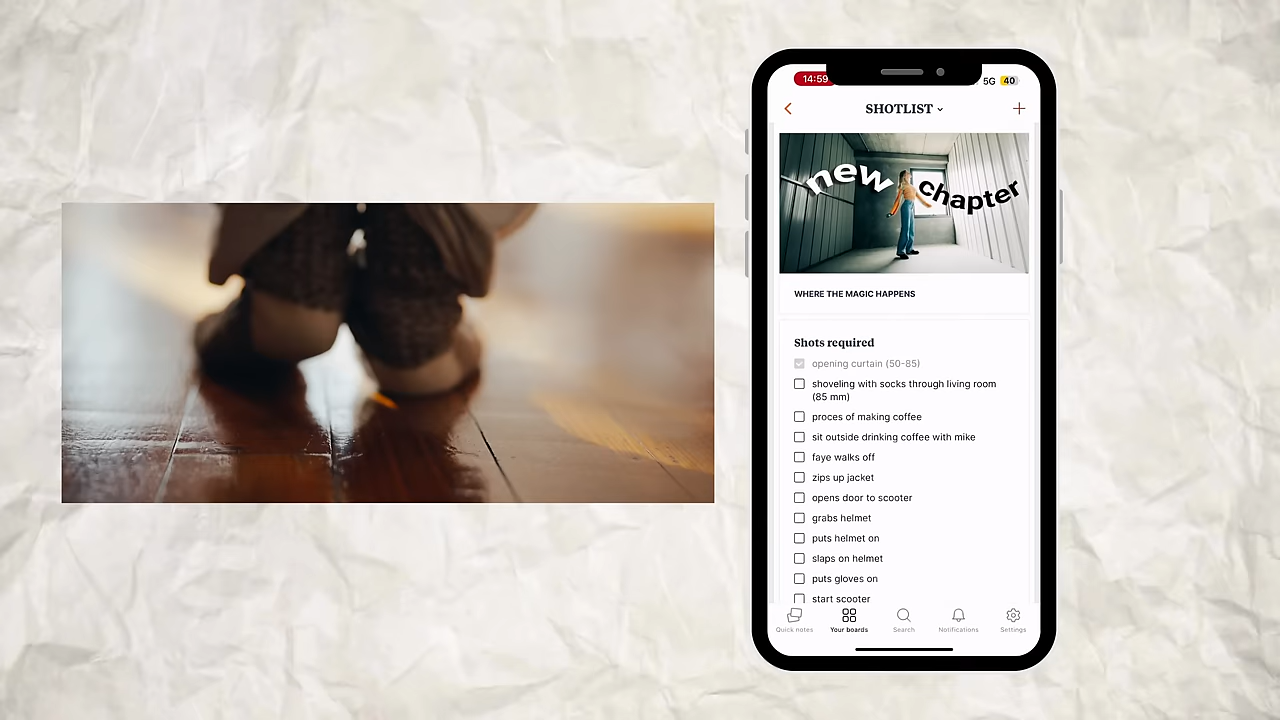 14:59
5G 40
SHOTLIST
new
chapter
WHERE THE MAGIC HAPPENS
Shots required
opening curtain (50-85)
shoveling with socks through living room
(85 mm)
proces of making coffee
sit outside drinking coffee with mike
faye walks off
zips up jacket
opens door to scooter
grabs helmet
puts helmet on
slaps on helmet
puts gloves on
start scooter
Quick notes
Your boards
Search
Notifications
Settings